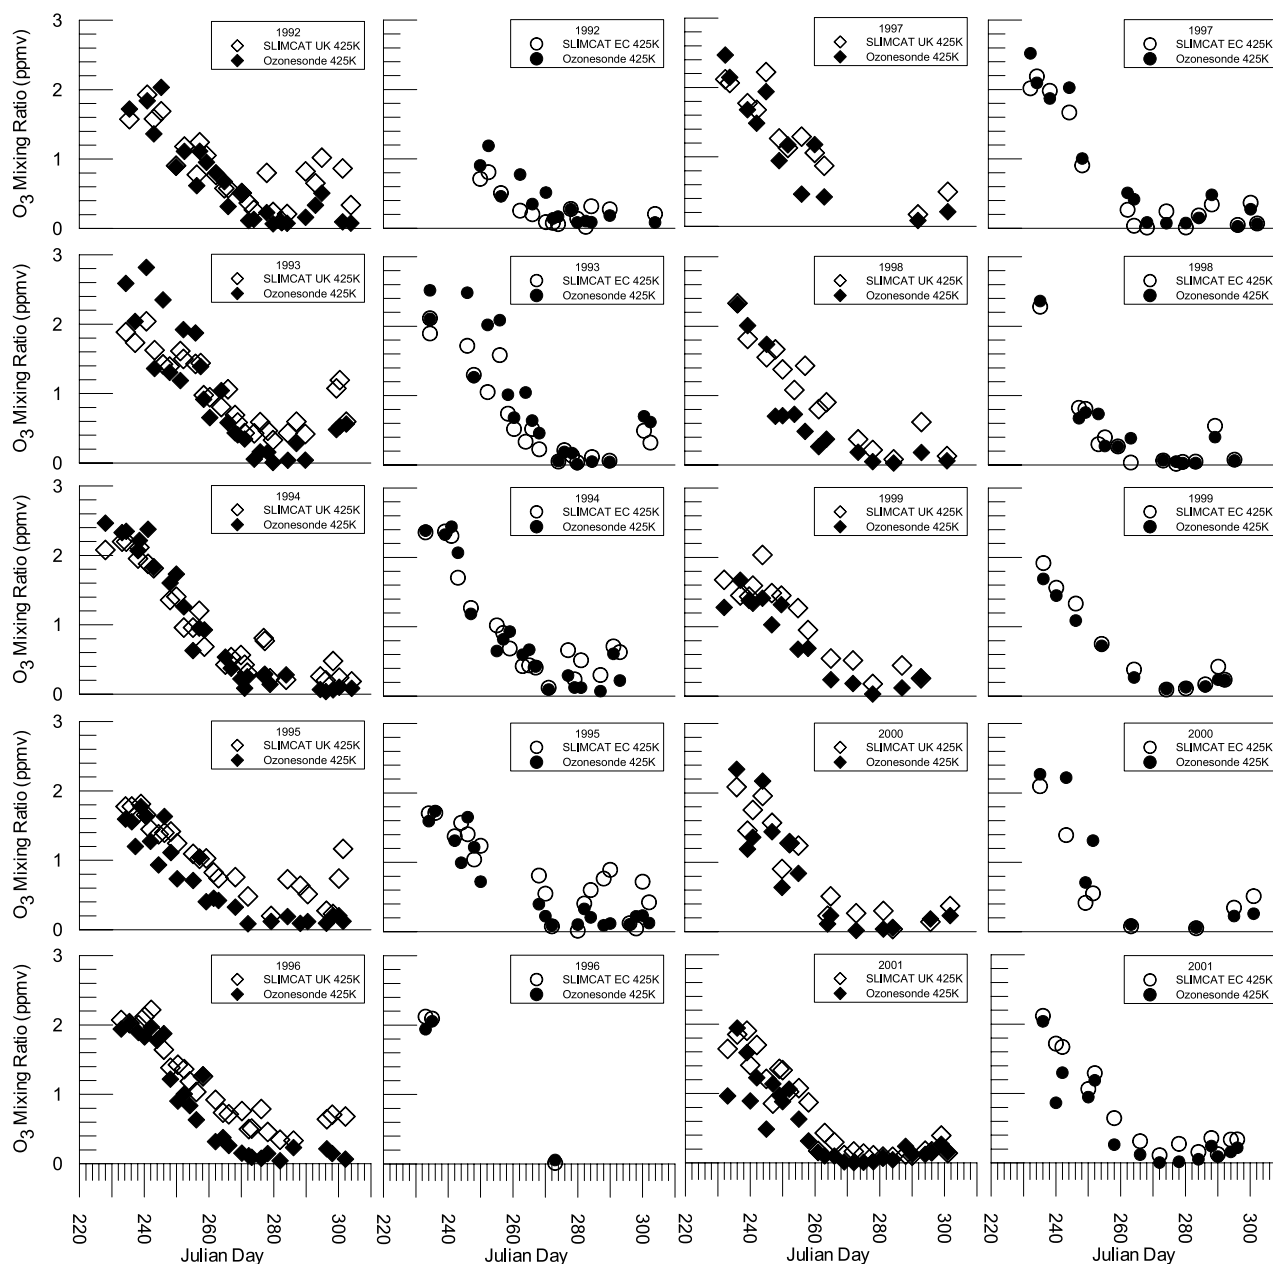 3
2
1
0
O3 Mixing Ratio (ppmv)
1992
SLIMCAT UK 425K
Ozonesonde 425K
1992
SLIMCAT EC 425K
Ozonesonde 425K
1997
SLIMCAT UK 425K
Ozonesonde 425K
1997
SLIMCAT EC 425K
Ozonesonde 425K
3
2
1
0
O3 Mixing Ratio (ppmv)
1993
SLIMCAT UK 425K
Ozonesonde 425K
1993
SLIMCAT EC 425K
Ozonesonde 425K
1998
SLIMCAT UK 425K
Ozonesonde 425K
1998
SLIMCAT EC 425K
Ozonesonde 425K
3
2
1
0
O3 Mixing Ratio (ppmv)
1994
SLIMCAT UK 425K
Ozonesonde 425K
1994
SLIMCAT EC 425K
Ozonesonde 425K
1999
SLIMCAT UK 425K
Ozonesonde 425K
1999
SLIMCAT EC 425K
Ozonesonde 425K
3
2
1
0
O3 Mixing Ratio (ppmv)
1995
SLIMCAT UK 425K
Ozonesonde 425K
1995
SLIMCAT EC 425K
Ozonesonde 425K
2000
SLIMCAT UK 425K
Ozonesonde 425K
2000
SLIMCAT EC 425K
Ozonesonde 425K
3
2
1
0
O3 Mixing Ratio (ppmv)
1996
SLIMCAT UK 425K
Ozonesonde 425K
1996
SLIMCAT EC 425K
Ozonesonde 425K
2001
SLIMCAT UK 425K
Ozonesonde 425K
2001
SLIMCAT EC 425K
Ozonesonde 425K
220 240 260 280 300
Julian Day
220 240 260 280 300
Julian Day
220 240 260 280 300
Julian Day
220 240 260 280 300
Julian Day